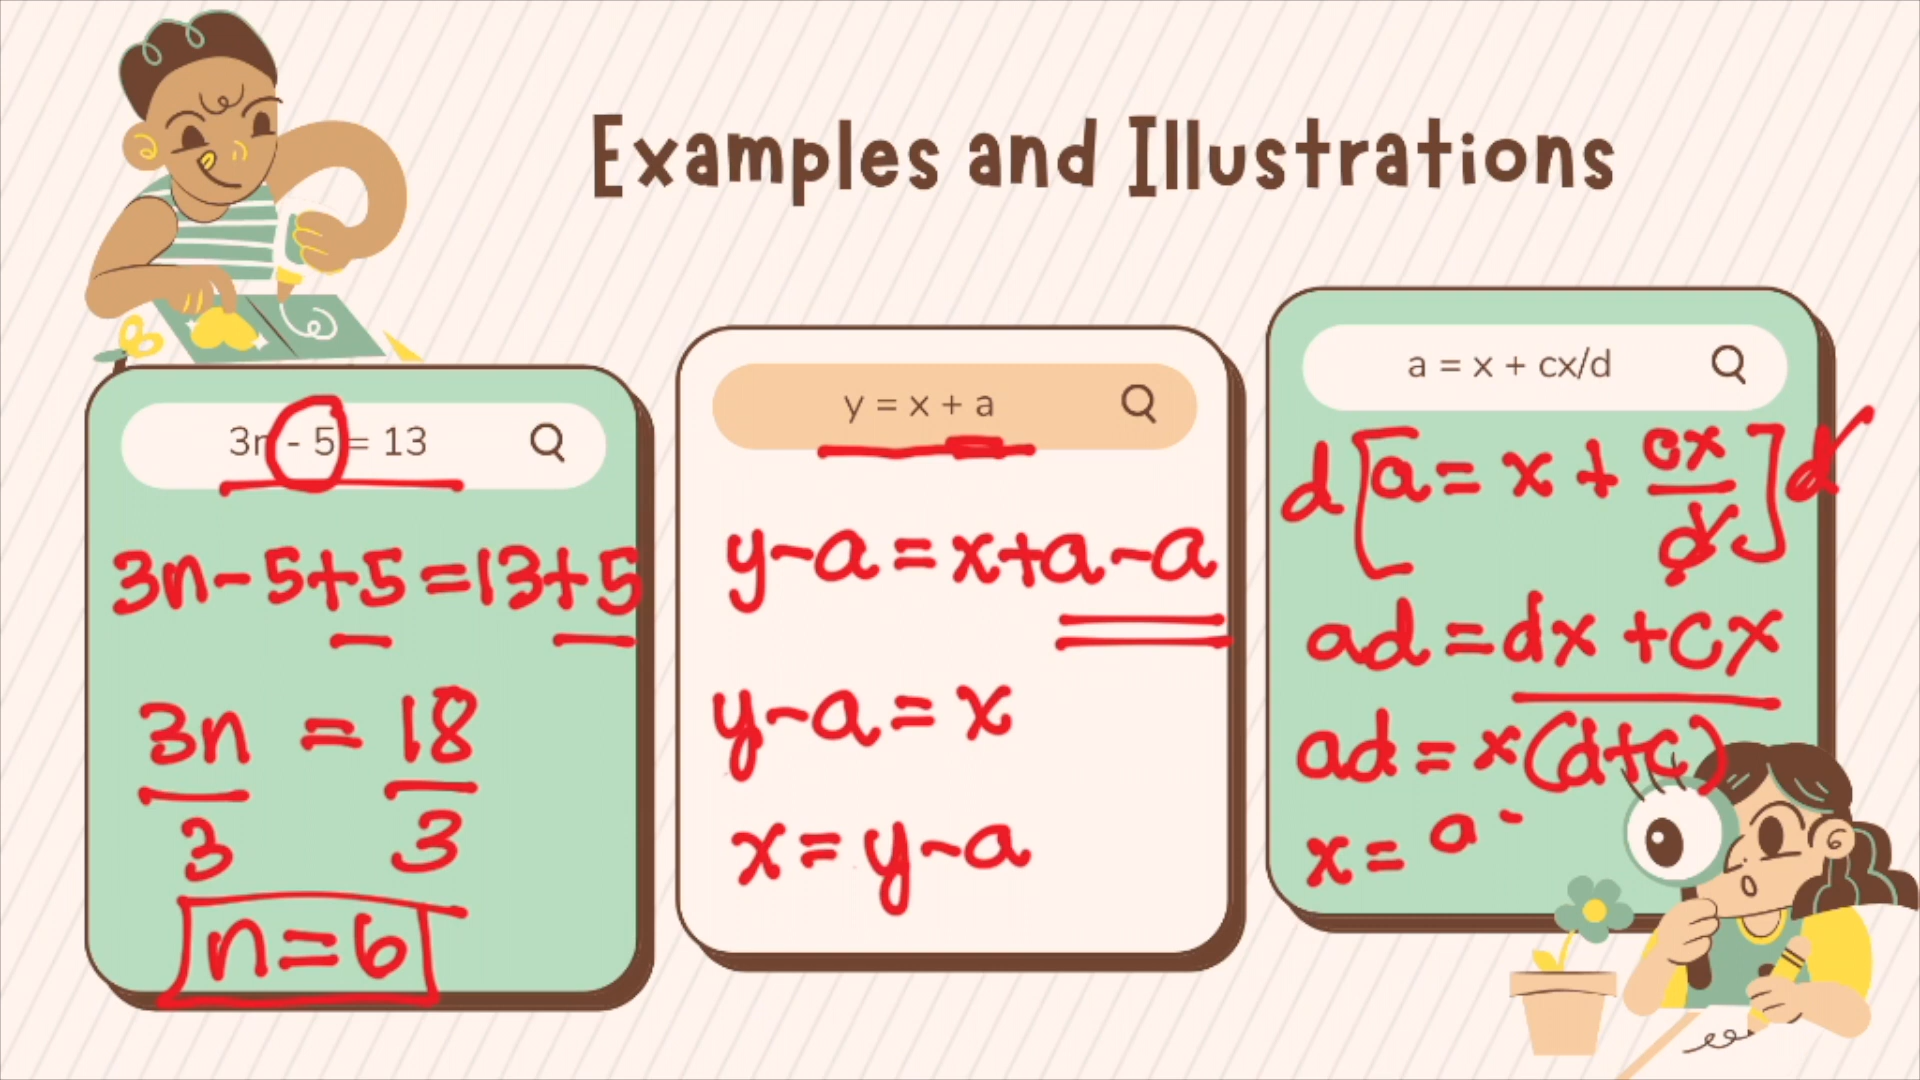 Examples and Illustrations
3n - 5 = 13
3n-5+5=13+5
3n = 18
3 3
n=6
y = x + a
y-a=x+a-a
y-a=x
x=y-a
a = x + cx/d
d[a=x+cx]d
d
ad=dx+cx
ad=x(d+c)
x=a